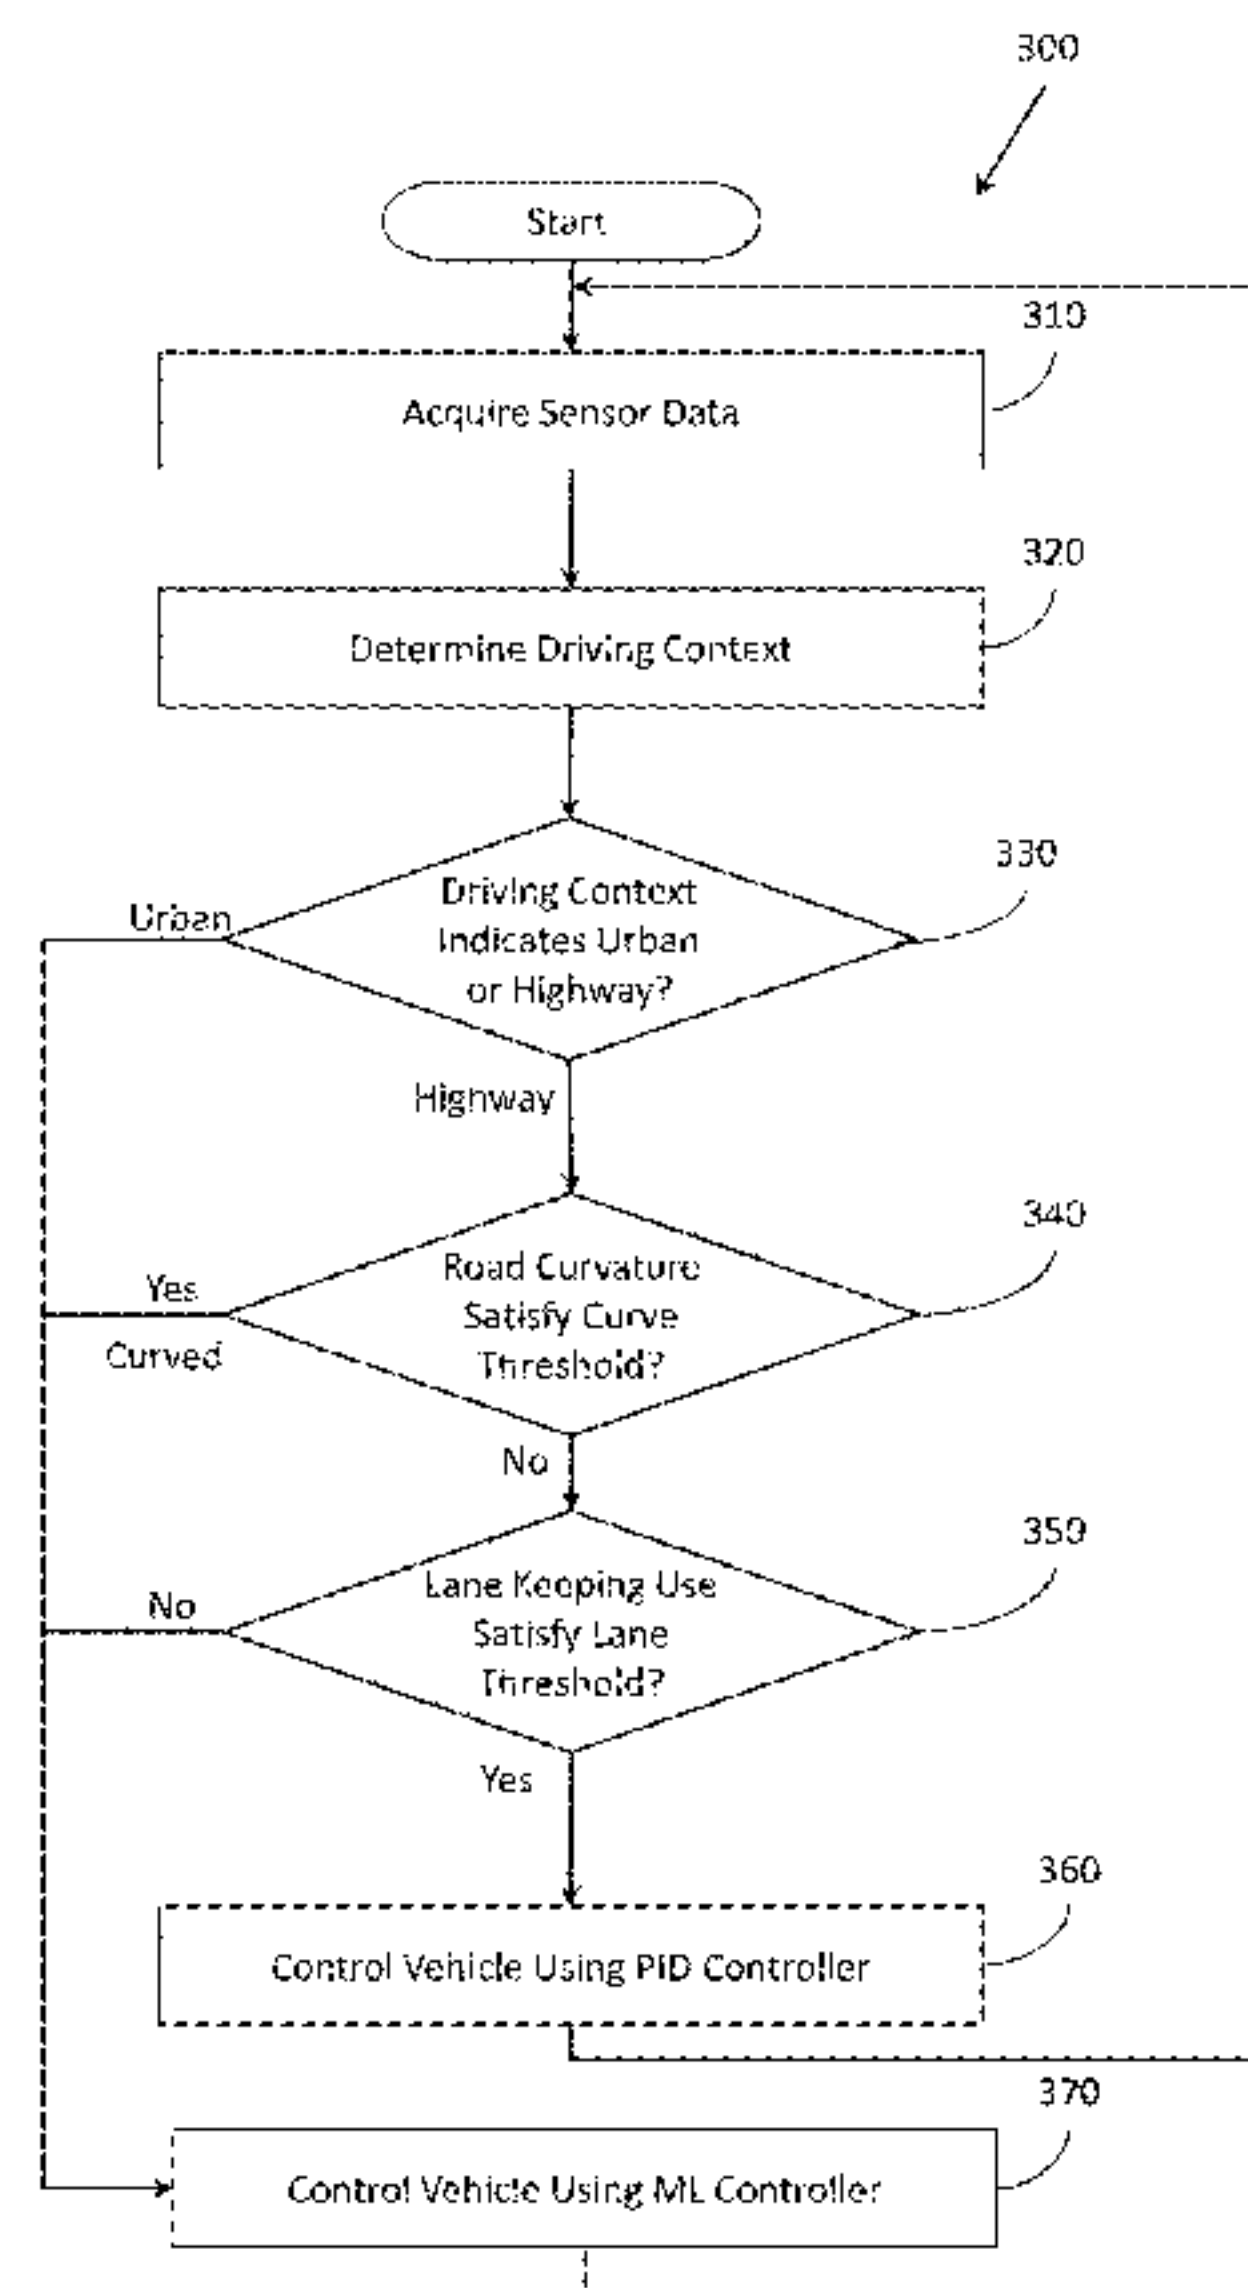 300
Start
310
Acquire Sensor Data
320
Determine Driving Context
330
Urban
Driving Context
Indicates Urban
or Highway?
Highway
340
Yes
Road Curvature
Satisfy Curve
Threshold?
Curved
No
350
No
Lane Keeping Use
Satisfy Lane
Threshold?
Yes
360
Control Vehicle Using PID Controller
370
Control Vehicle Using ML Controller